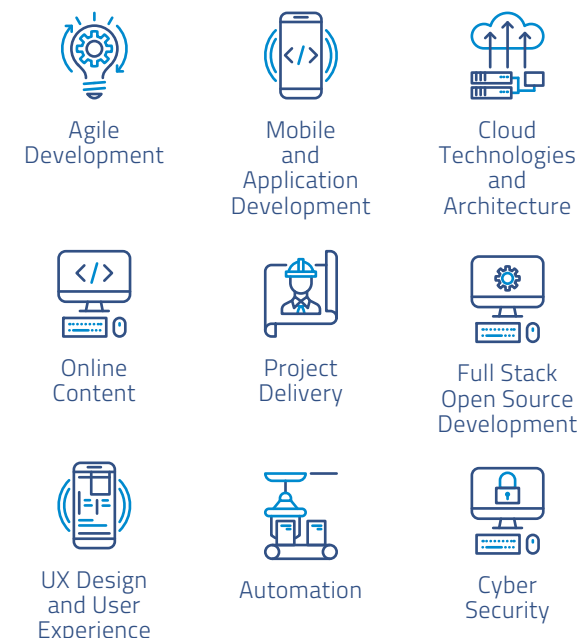 Agile
Development
Mobile
and
Application
Development
Cloud
Technologies
and
Architecture
</>
</>
Online
Content
Project
Delivery
Full Stack
Open Source
Development
UX Design
and User
Experience
Automation
Cyber
Security